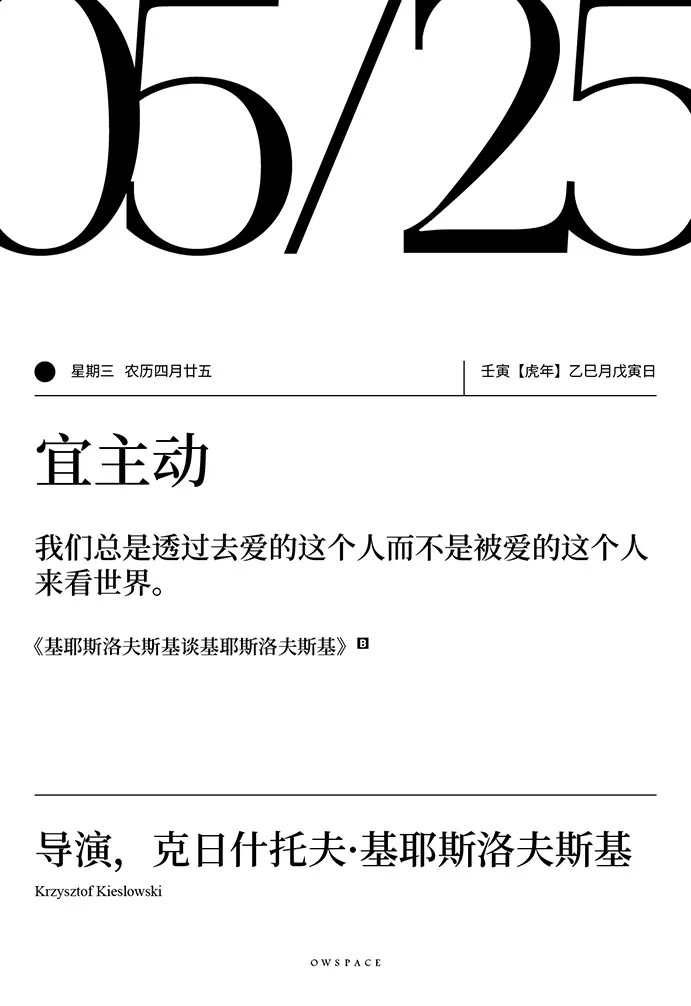 05/25
星期三 农历四月廿五
壬寅【虎年】乙巳月戊寅日
宜主动
我们总是透过去爱的这个人而不是被爱的这个人
来看世界。
《基耶斯洛夫斯基谈基耶斯洛夫斯基》 B
导演，克日什托夫·基耶斯洛夫斯基
Krzysztof Kieslowski
OWSPACE